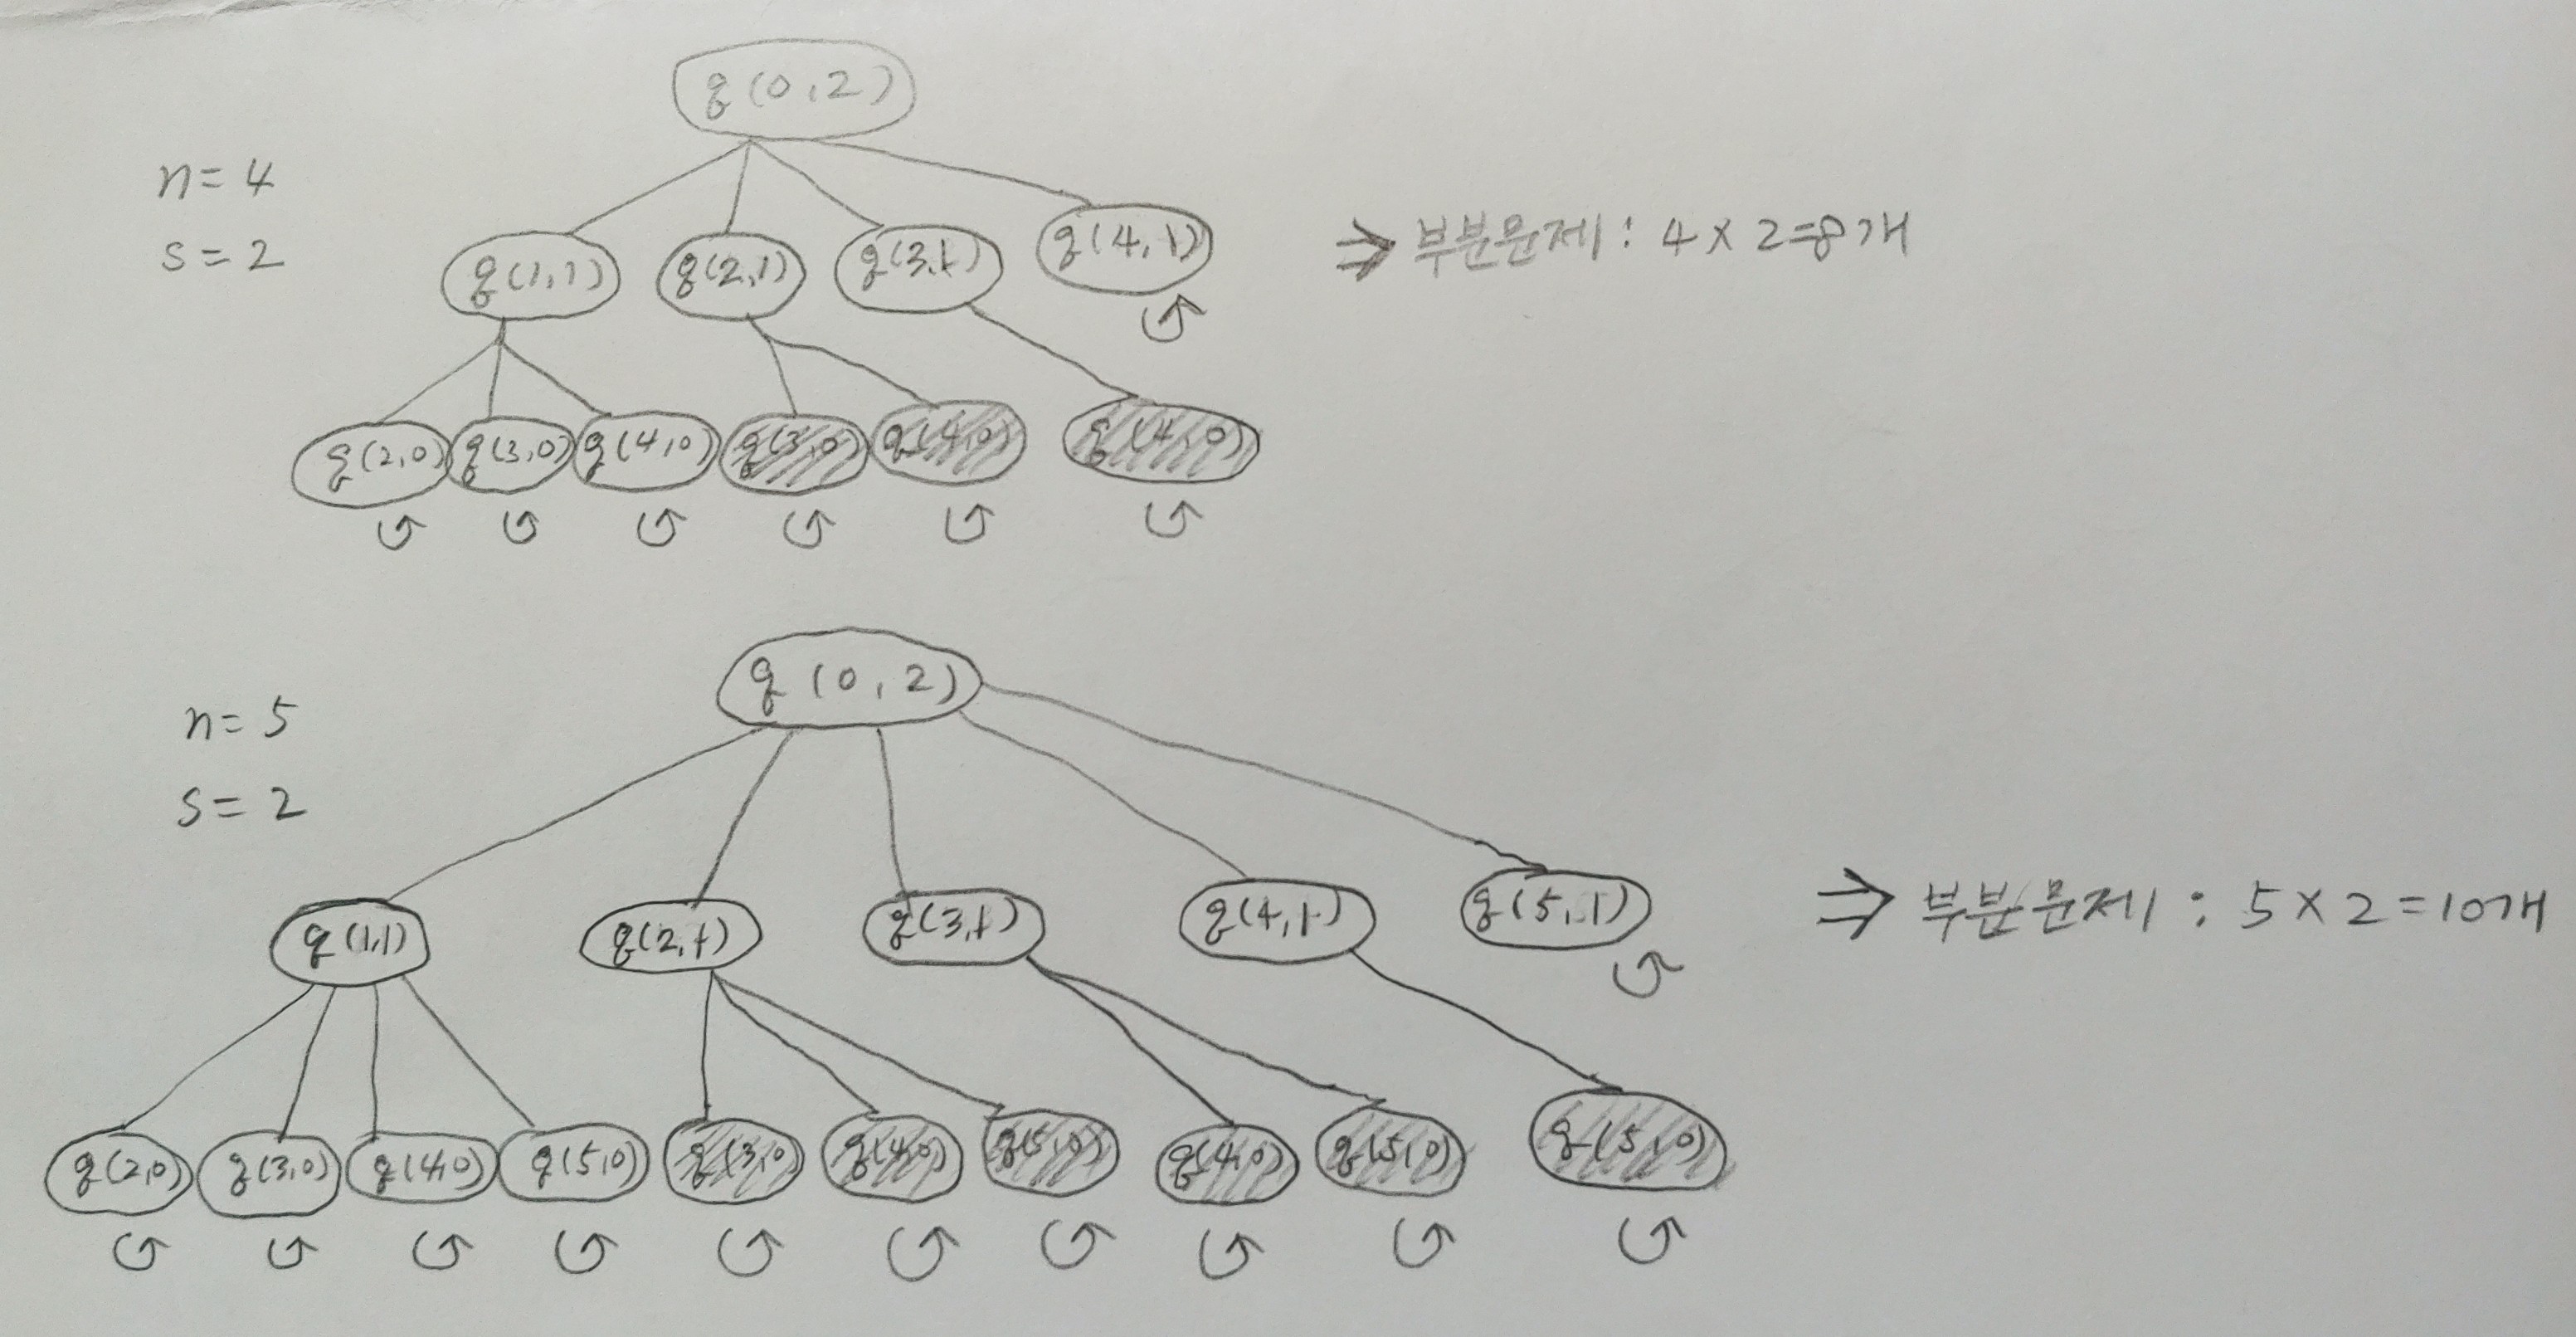 q(0,2)
n=4
s=2
q(1,1) q(2,1) q(3,1) q(4,1)
⇒ 부분문제 : 4×2=8개
q(2,0) q(3,0) q(4,0) q(3,0) q(4,0) q(4,0)
q(0,2)
n=5
s=2
q(1,1) q(2,1) q(3,1) q(4,1) q(5,1)
⇒ 부분문제 : 5×2=10개
q(2,0) q(3,0) q(4,0) q(5,0) q(3,0) q(4,0) q(5,0) q(4,0) q(5,0) q(5,0)